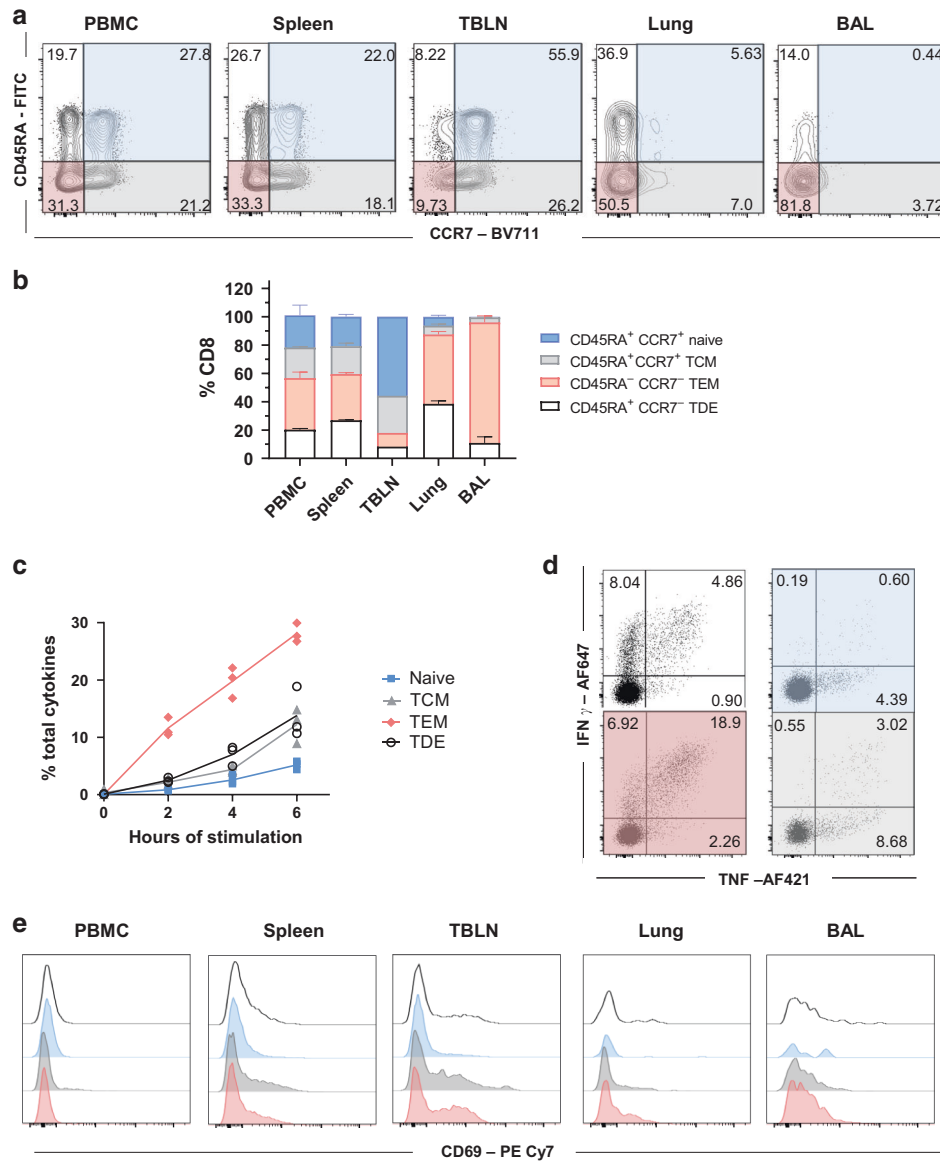 a
PBMC Spleen TBLN Lung BAL
19.7 27.8 26.7 22.0 8.22 55.9 36.9 5.63 14.0 0.44
CD45RA - FITC
31.3 21.2 33.3 18.1 9.73 26.2 50.5 7.0 81.8 3.72
CCR7 – BV711
b
120
100
80
60
40
20
0
% CD8
PBMC Spleen TBLN Lung BAL
CD45RA+ CCR7+ naive
CD45RA+CCR7+ TCM
CD45RA− CCR7− TEM
CD45RA+ CCR7− TDE
c
30
20
10
0
% total cytokines
0 2 4 6
Hours of stimulation
Naive
TCM
TEM
TDE
d
8.04 4.86 0.19 0.60
0.90 4.39
6.92 18.9 0.55 3.02
2.26 8.68
IFN γ – AF647
TNF –AF421
e
PBMC Spleen TBLN Lung BAL
CD69 – PE Cy7